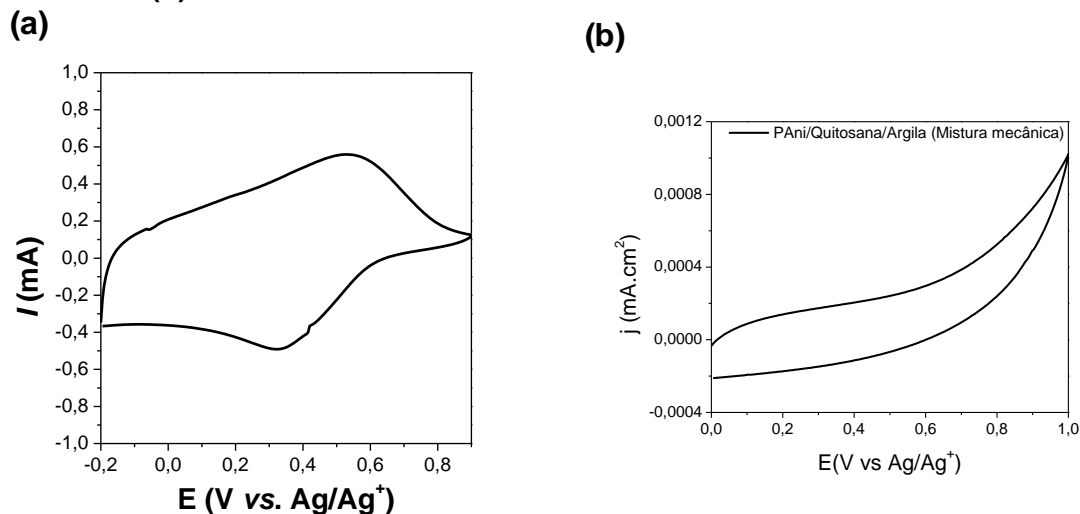 (a)
1,0
0,8
0,6
0,4
0,2
0,0
-0,2
-0,4
-0,6
-0,8
-1,0
I (mA)
-0,2 0,0 0,2 0,4 0,6 0,8
E (V vs. Ag/Ag+)
(b)
0,0012
PAni/Quitosana/Argila (Mistura mecânica)
0,0008
0,0004
0,0000
-0,0004
j (mA.cm²)
0,0 0,2 0,4 0,6 0,8 1,0
E(V vs Ag/Ag+)